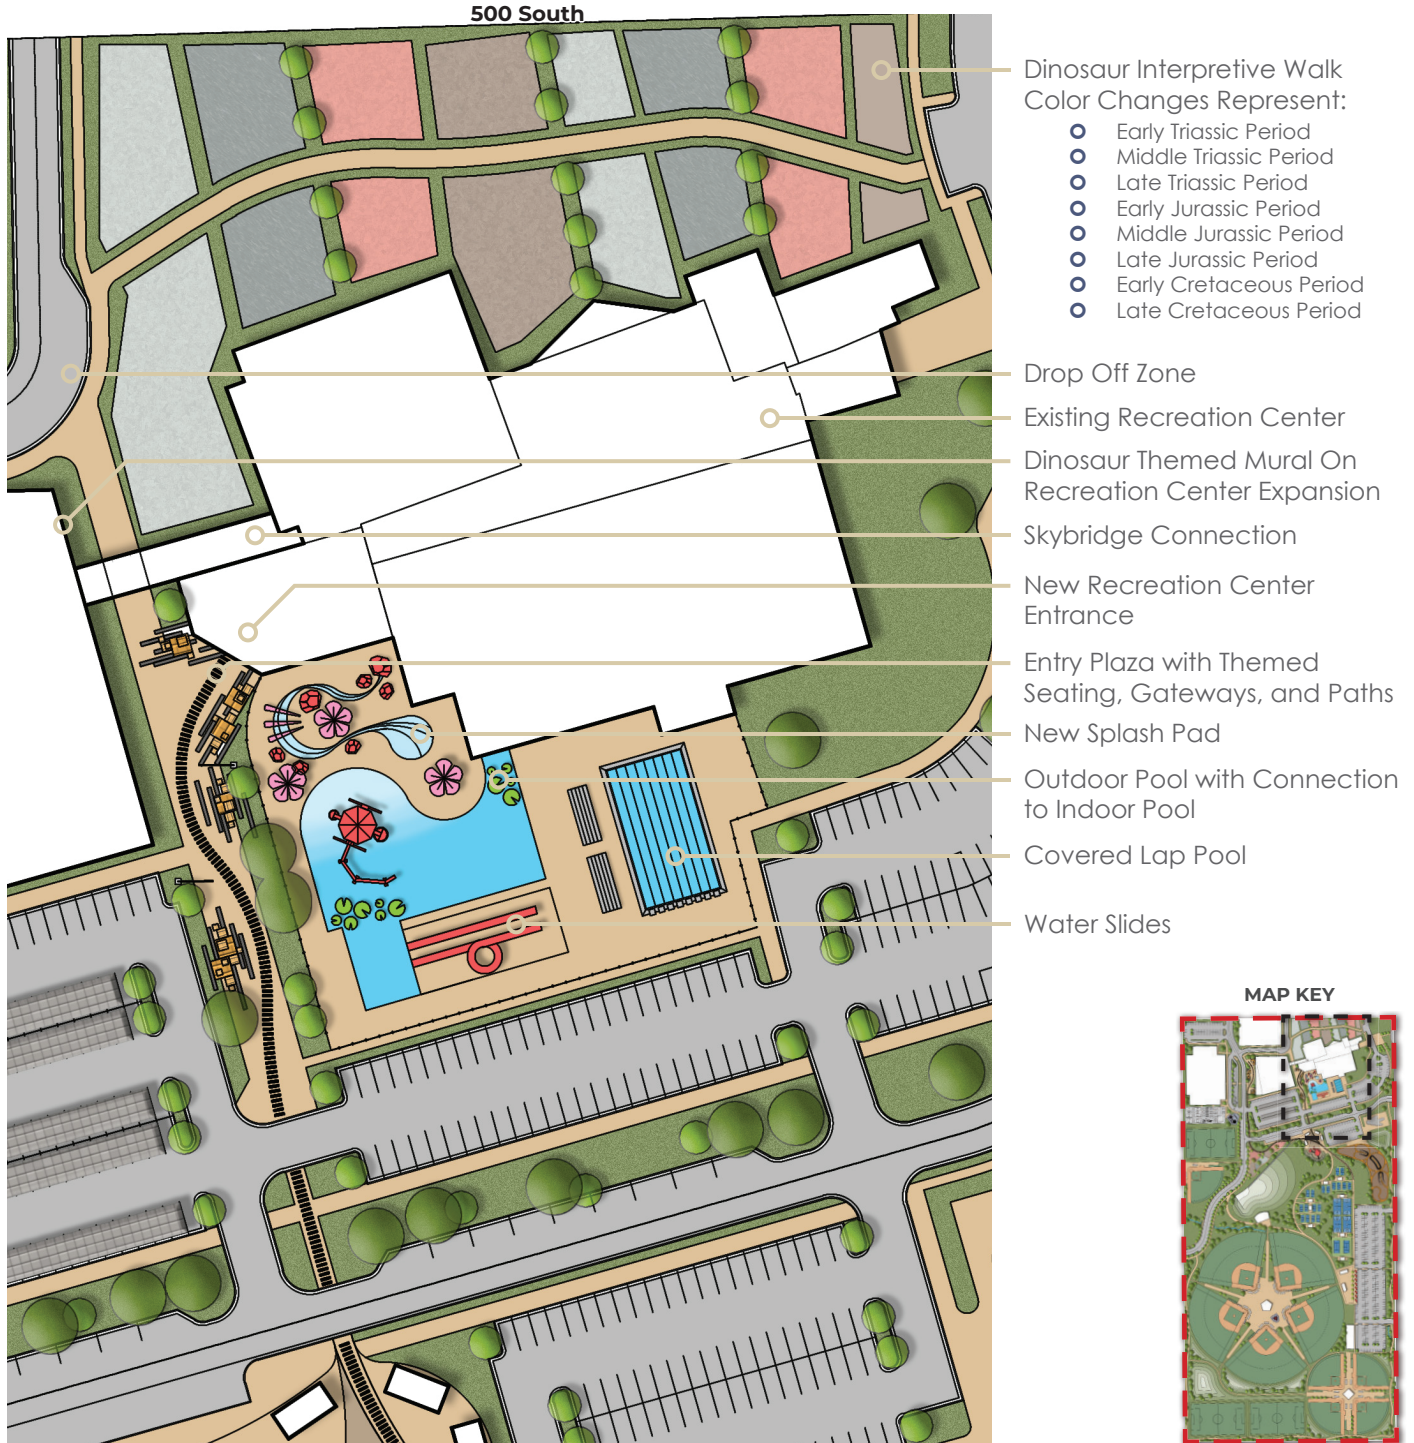 500 South
Dinosaur Interpretive Walk
Color Changes Represent:
Early Triassic Period
Middle Triassic Period
Late Triassic Period
Early Jurassic Period
Middle Jurassic Period
Late Jurassic Period
Early Cretaceous Period
Late Cretaceous Period
Drop Off Zone
Existing Recreation Center
Dinosaur Themed Mural On
Recreation Center Expansion
Skybridge Connection
New Recreation Center
Entrance
Entry Plaza with Themed
Seating, Gateways, and Paths
New Splash Pad
Outdoor Pool with Connection
to Indoor Pool
Covered Lap Pool
Water Slides
MAP KEY